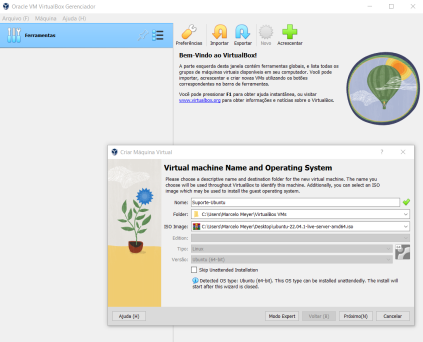 Oracle VM VirtualBox Gerenciador
Arquivo (F) Máquina Ajuda (H)
Ferramentas
Preferências Importar Exportar Novo Acrescentar
Bem-Vindo ao VirtualBox!
A parte esquerda desta janela contém ferramentas globais, e lista todas os
grupos de máquinas virtuais disponíveis em seu computador. Você pode
importar, acrescentar e criar novas VMs utilizando os botões
correspondentes na barra de ferramentas.
Você pode pressionar F1 para obter ajuda instantânea, ou visitar
www.virtualbox.org para obter informações e notícias sobre o VirtualBox.
Criar Máquina Virtual
Virtual machine Name and Operating System
Please choose a descriptive name and destination folder for the new virtual machine. The name you
choose will be used throughout VirtualBox to identify this machine. Additionally, you can select an ISO
image which may be used to install the guest operating system.
Name: Suporte-Ubuntu
Folder: C:\Users\Marcelo Meyer\VirtualBox VMs
ISO Image: C:\Users\Marcelo Meyer\Desktop\ubuntu-22.04.1-live-server-amd64.iso
Edition:
Tipo: Linux
Versão: Ubuntu (64-bit)
Skip Unattended Installation
Detected OS type: Ubuntu (64-bit). This OS type can be installed unattendedly. The install will
start after this wizard is closed.
Ajuda (H) Modo Expert Voltar (B) Próximo(N) Cancelar